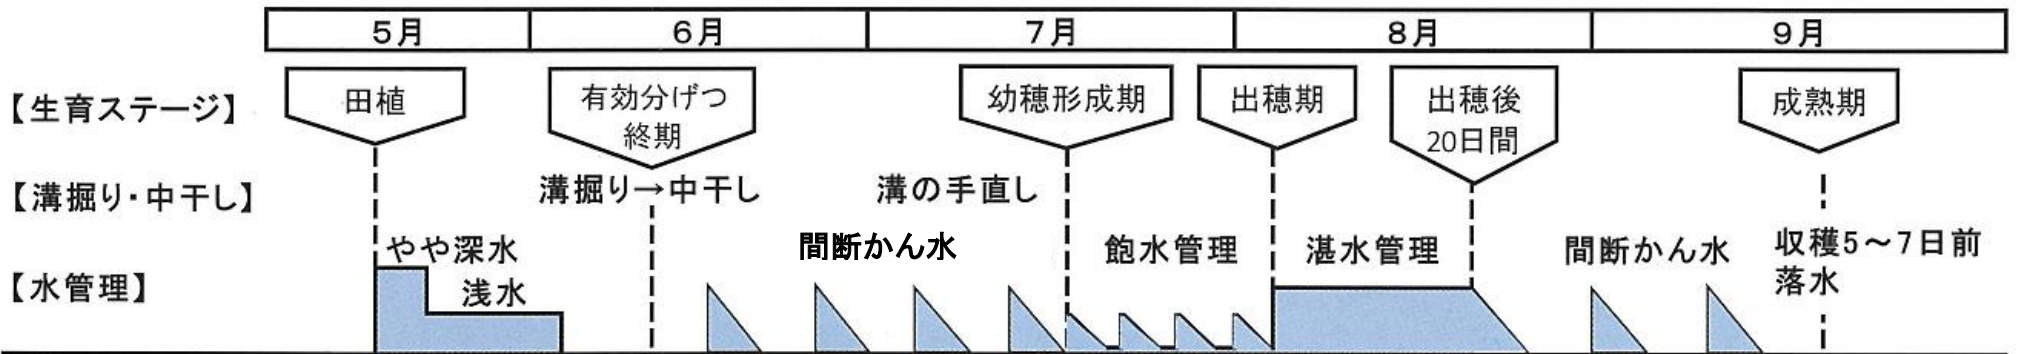 5月 6月 7月 8月 9月
【生育ステージ】
田植
有効分げつ
終期
幼穂形成期
出穂期
出穂後
20日間
成熟期
【溝掘り・中干し】
溝掘り→中干し
溝の手直し
【水管理】
やや深水
浅水
間断かん水
飽水管理
湛水管理
間断かん水
収穫5～7日前
落水